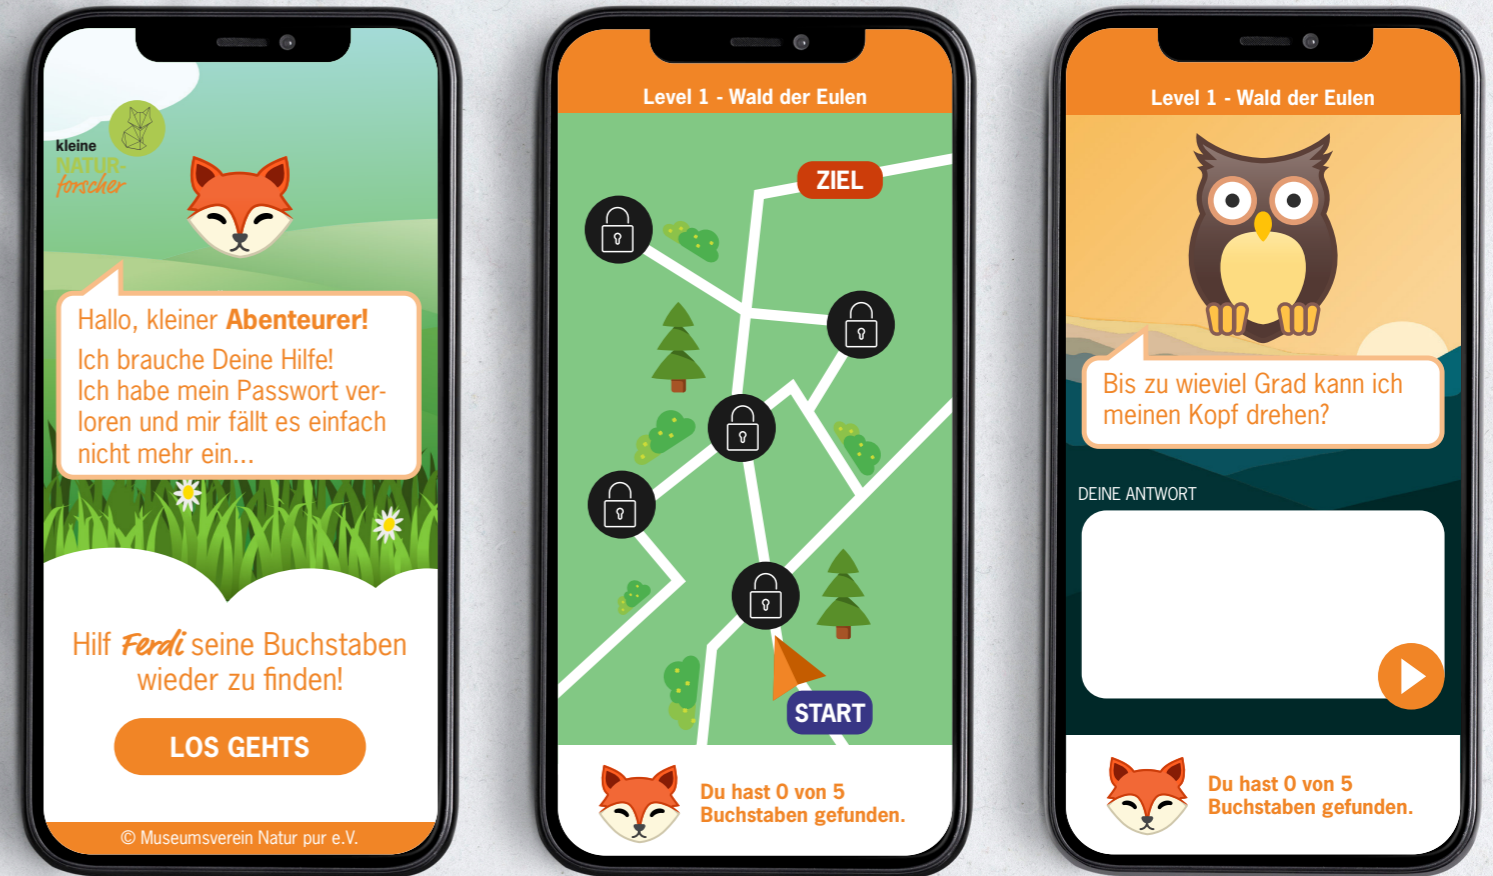 kleine
NATUR-
forscher
Hallo, kleiner Abenteurer!
Ich brauche Deine Hilfe!
Ich habe mein Passwort ver-
loren und mir fällt es einfach
nicht mehr ein...
Hilf Ferdi seine Buchstaben
wieder zu finden!
LOS GEHTS
© Museumsverein Natur pur e.V.
Level 1 - Wald der Eulen
ZIEL
START
Du hast 0 von 5
Buchstaben gefunden.
Level 1 - Wald der Eulen
Bis zu wieviel Grad kann ich
meinen Kopf drehen?
DEINE ANTWORT
Du hast 0 von 5
Buchstaben gefunden.